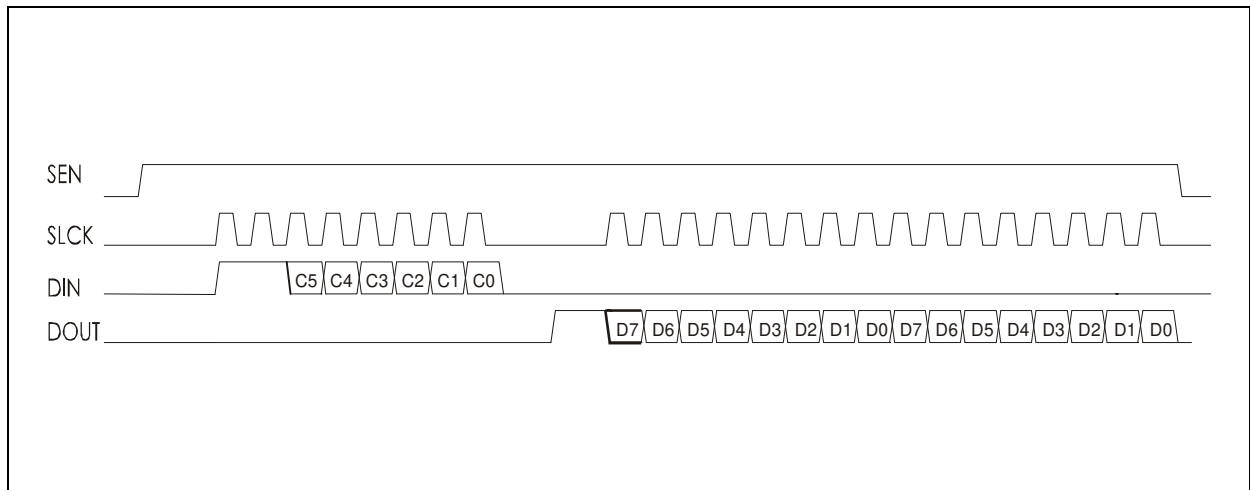 SEN
SLCK
DIN C5 C4 C3 C2 C1 C0
DOUT D7 D6 D5 D4 D3 D2 D1 D0 D7 D6 D5 D4 D3 D2 D1 D0